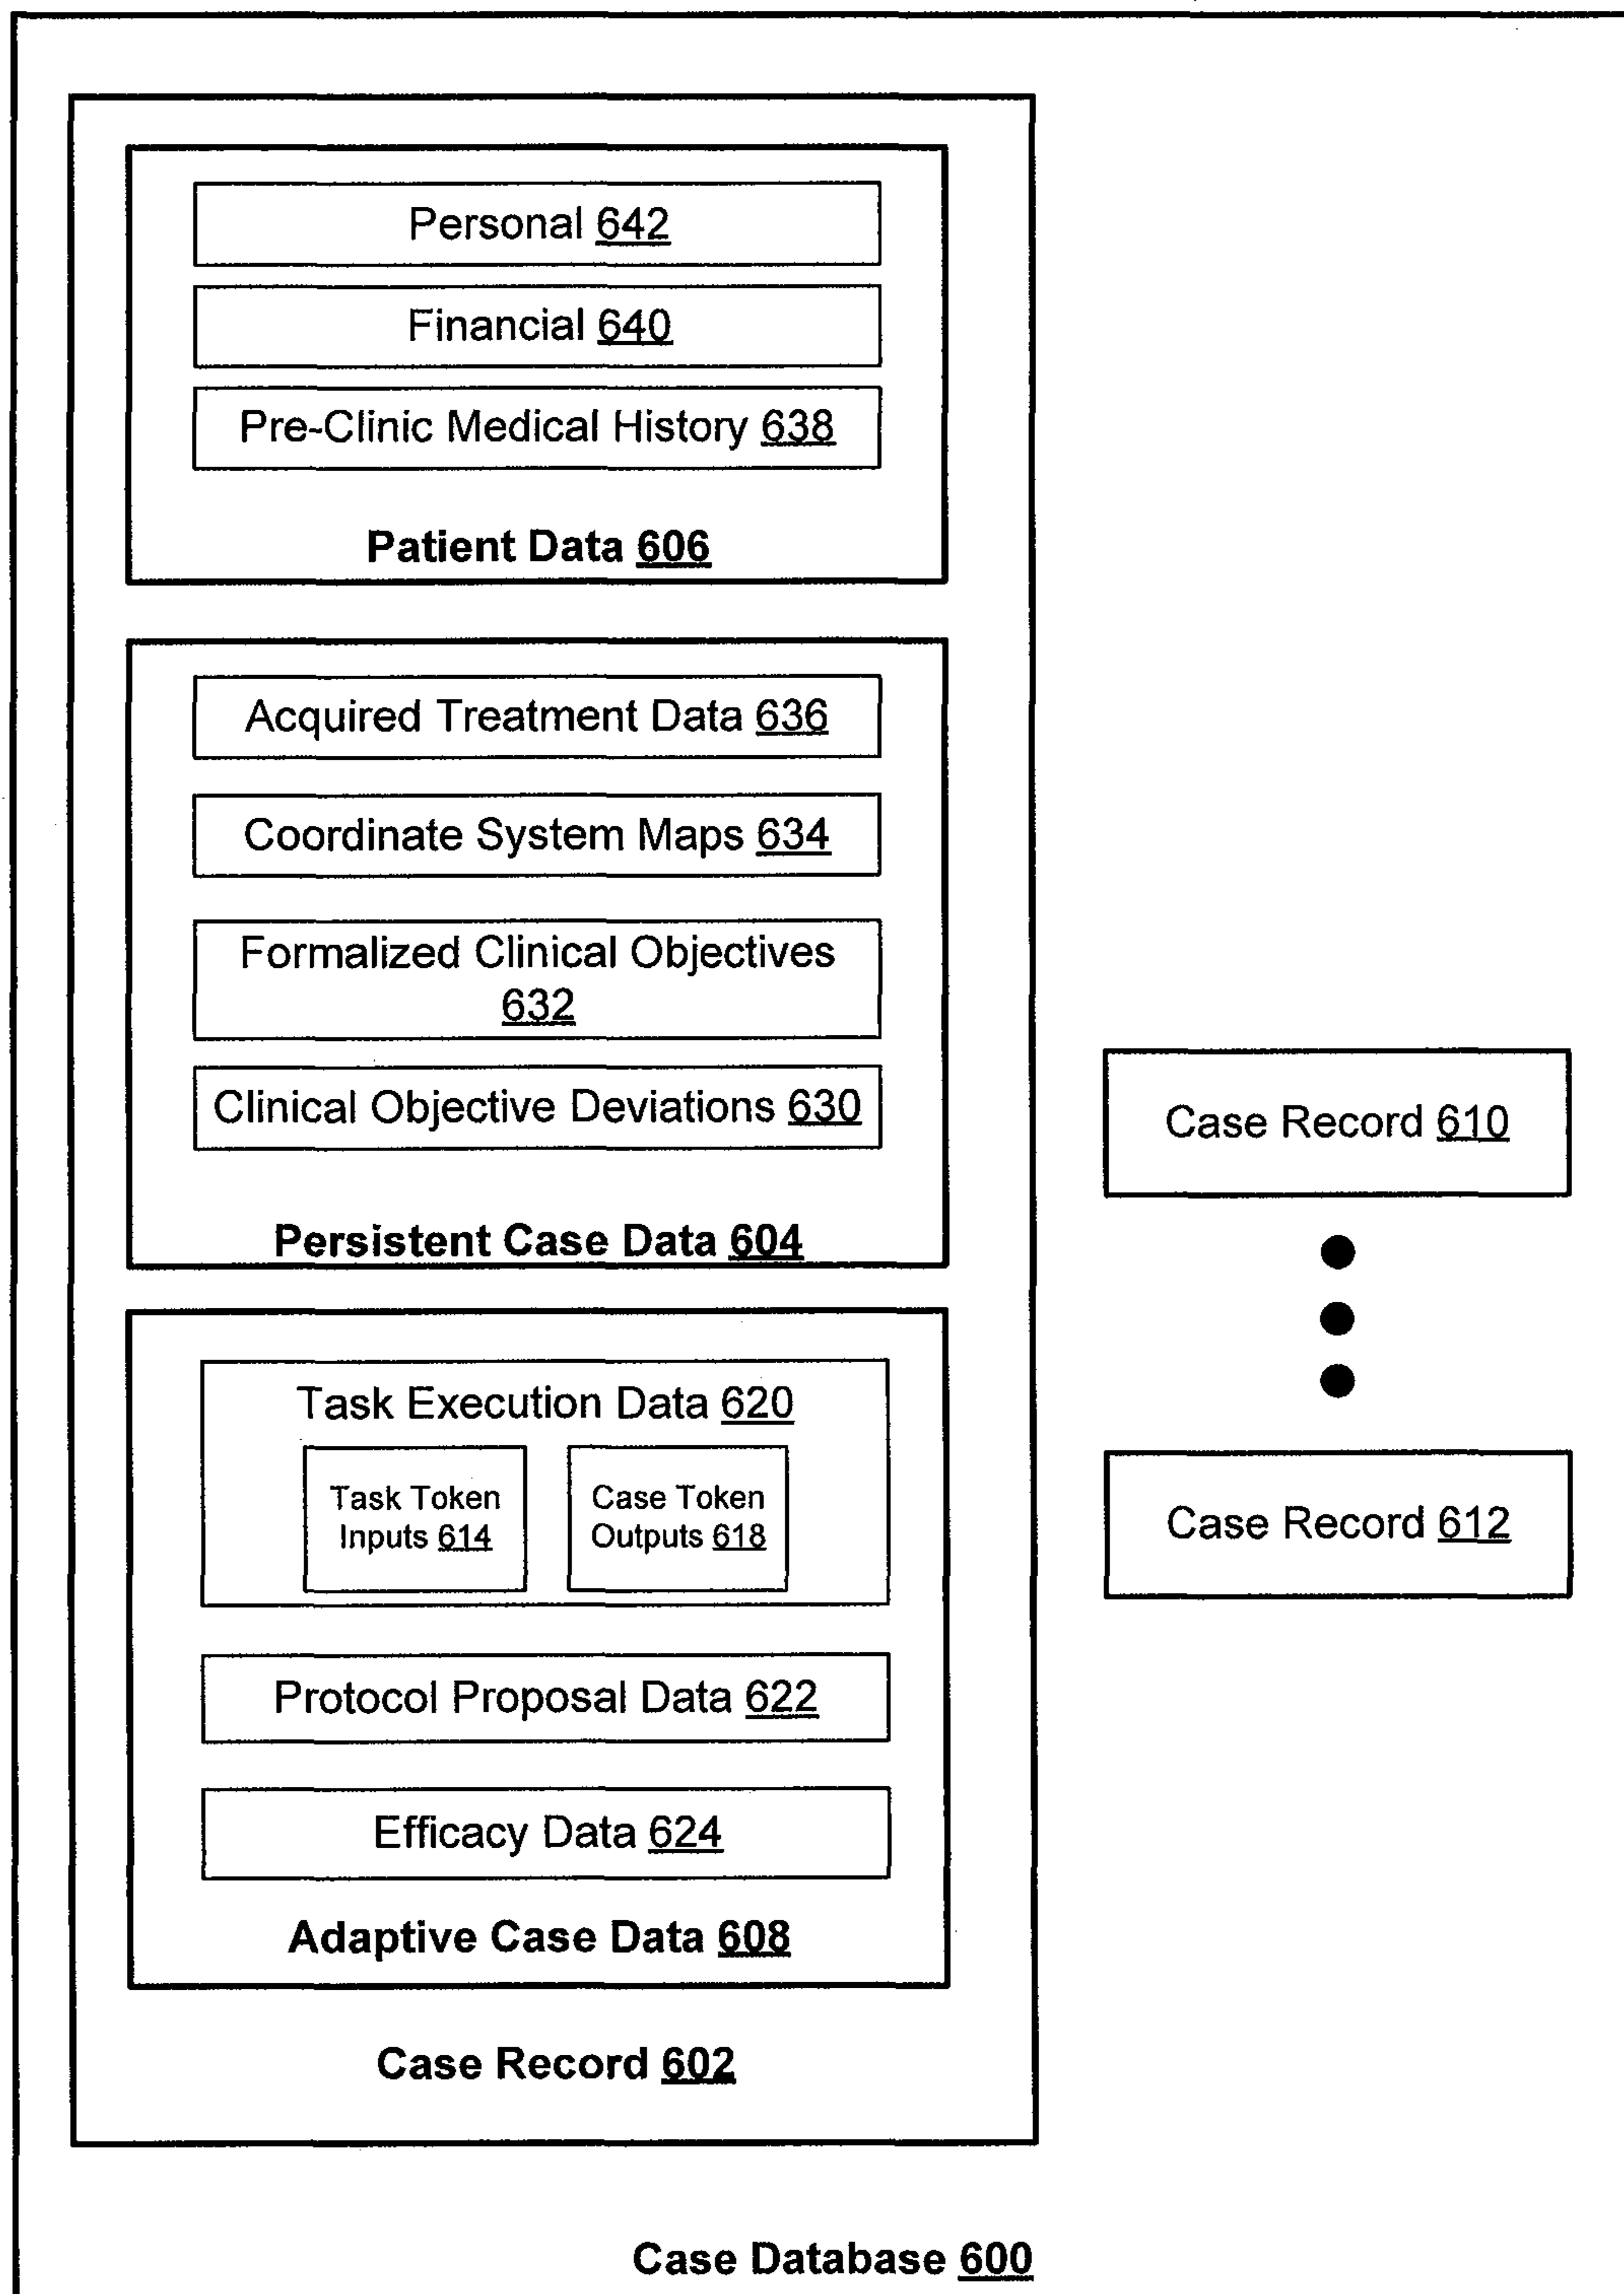 Personal 642
Financial 640
Pre-Clinic Medical History 638
Patient Data 606
Acquired Treatment Data 636
Coordinate System Maps 634
Formalized Clinical Objectives
632
Clinical Objective Deviations 630
Persistent Case Data 604
Task Execution Data 620
Task Token
Inputs 614
Case Token
Outputs 618
Protocol Proposal Data 622
Efficacy Data 624
Adaptive Case Data 608
Case Record 602
Case Record 610
Case Record 612
Case Database 600